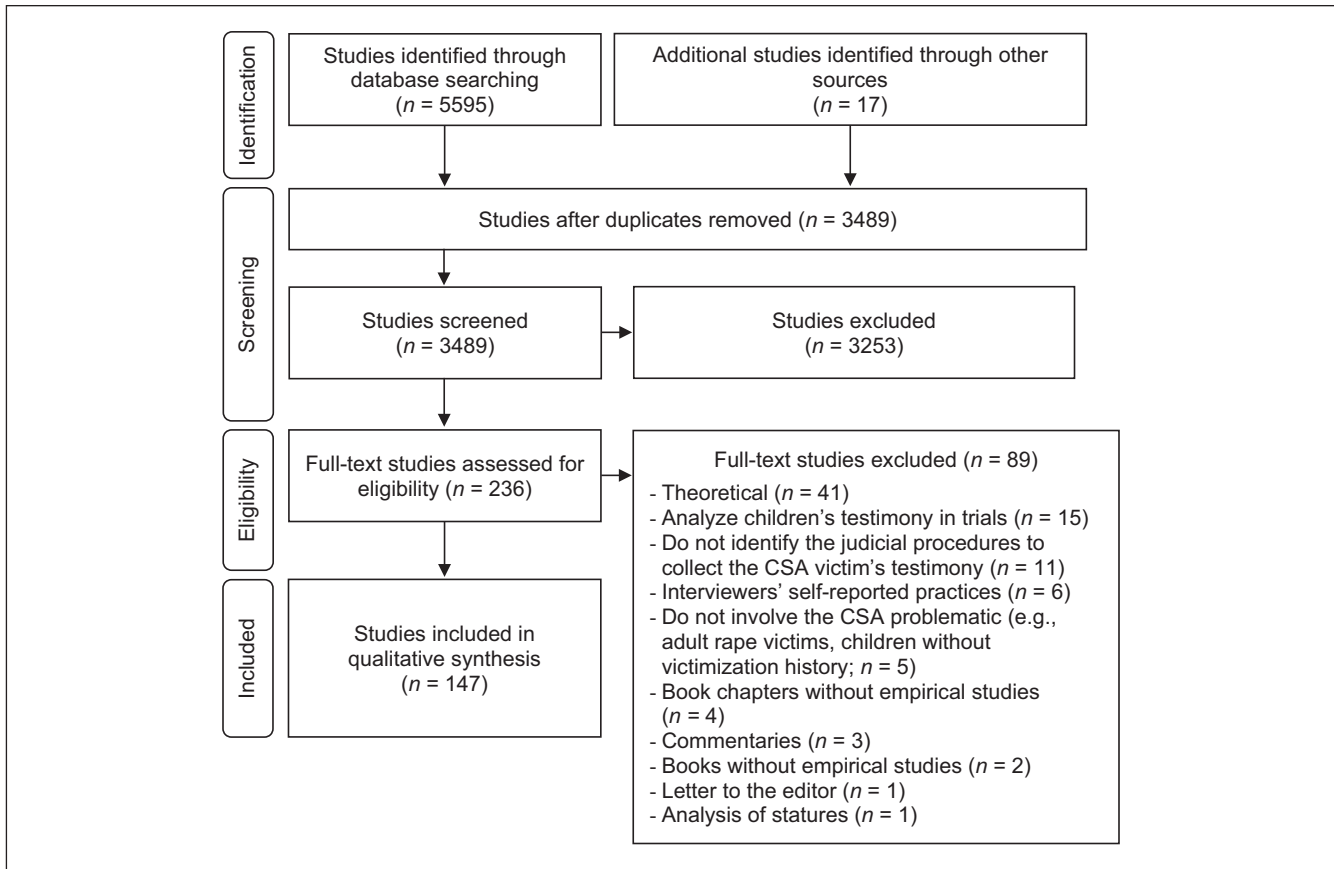 Identification
Studies identified through
database searching
(n = 5595)
Additional studies identified through other
sources
(n = 17)
Screening
Studies after duplicates removed (n = 3489)
Studies screened
(n = 3489)
Studies excluded
(n = 3253)
Eligibility
Full-text studies assessed for
eligibility (n = 236)
Full-text studies excluded (n = 89)
- Theoretical (n = 41)
- Analyze children's testimony in trials (n = 15)
- Do not identify the judicial procedures to
collect the CSA victim's testimony (n = 11)
- Interviewers' self-reported practices (n = 6)
- Do not involve the CSA problematic (e.g.,
adult rape victims, children without
victimization history; n = 5)
- Book chapters without empirical studies
(n = 4)
- Commentaries (n = 3)
- Books without empirical studies (n = 2)
- Letter to the editor (n = 1)
- Analysis of statures (n = 1)
Included
Studies included in
qualitative synthesis
(n = 147)